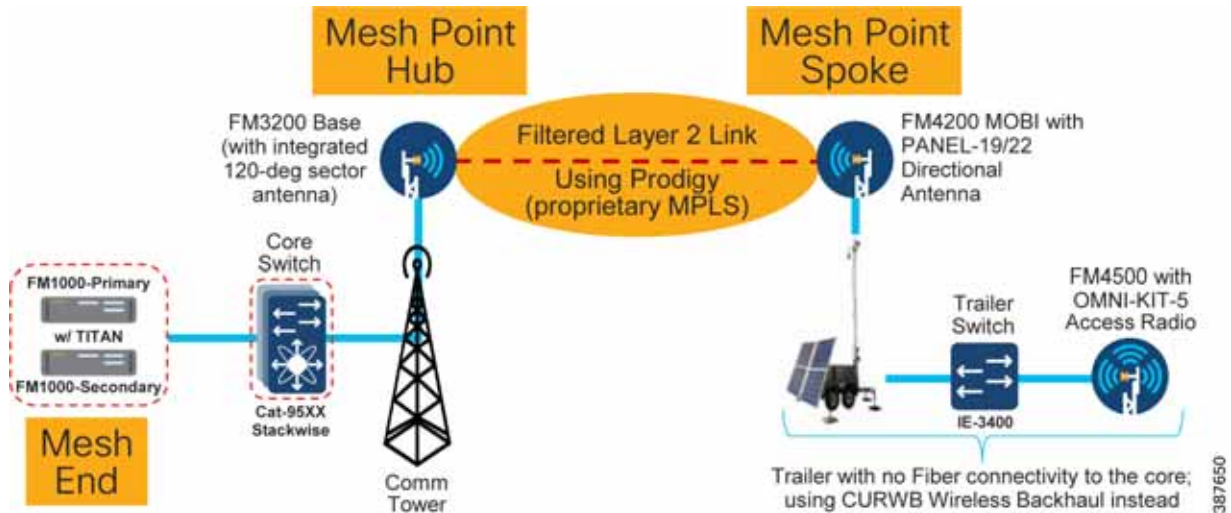 Mesh Point
Hub
Mesh Point
Spoke
FM3200 Base
(with integrated
120-deg sector
antenna)
Filtered Layer 2 Link
Using Prodigy
(proprietary MPLS)
FM4200 MOBI with
PANEL-19/22
Directional
Antenna
FM1000-Primary
w/ TITAN
FM1000-Secondary
Mesh
End
Core
Switch
Cat-95XX
Stackwise
Comm
Tower
Trailer
Switch
IE-3400
FM4500 with
OMNI-KIT-5
Access Radio
Trailer with no Fiber connectivity to the core;
using CURWB Wireless Backhaul instead
387650